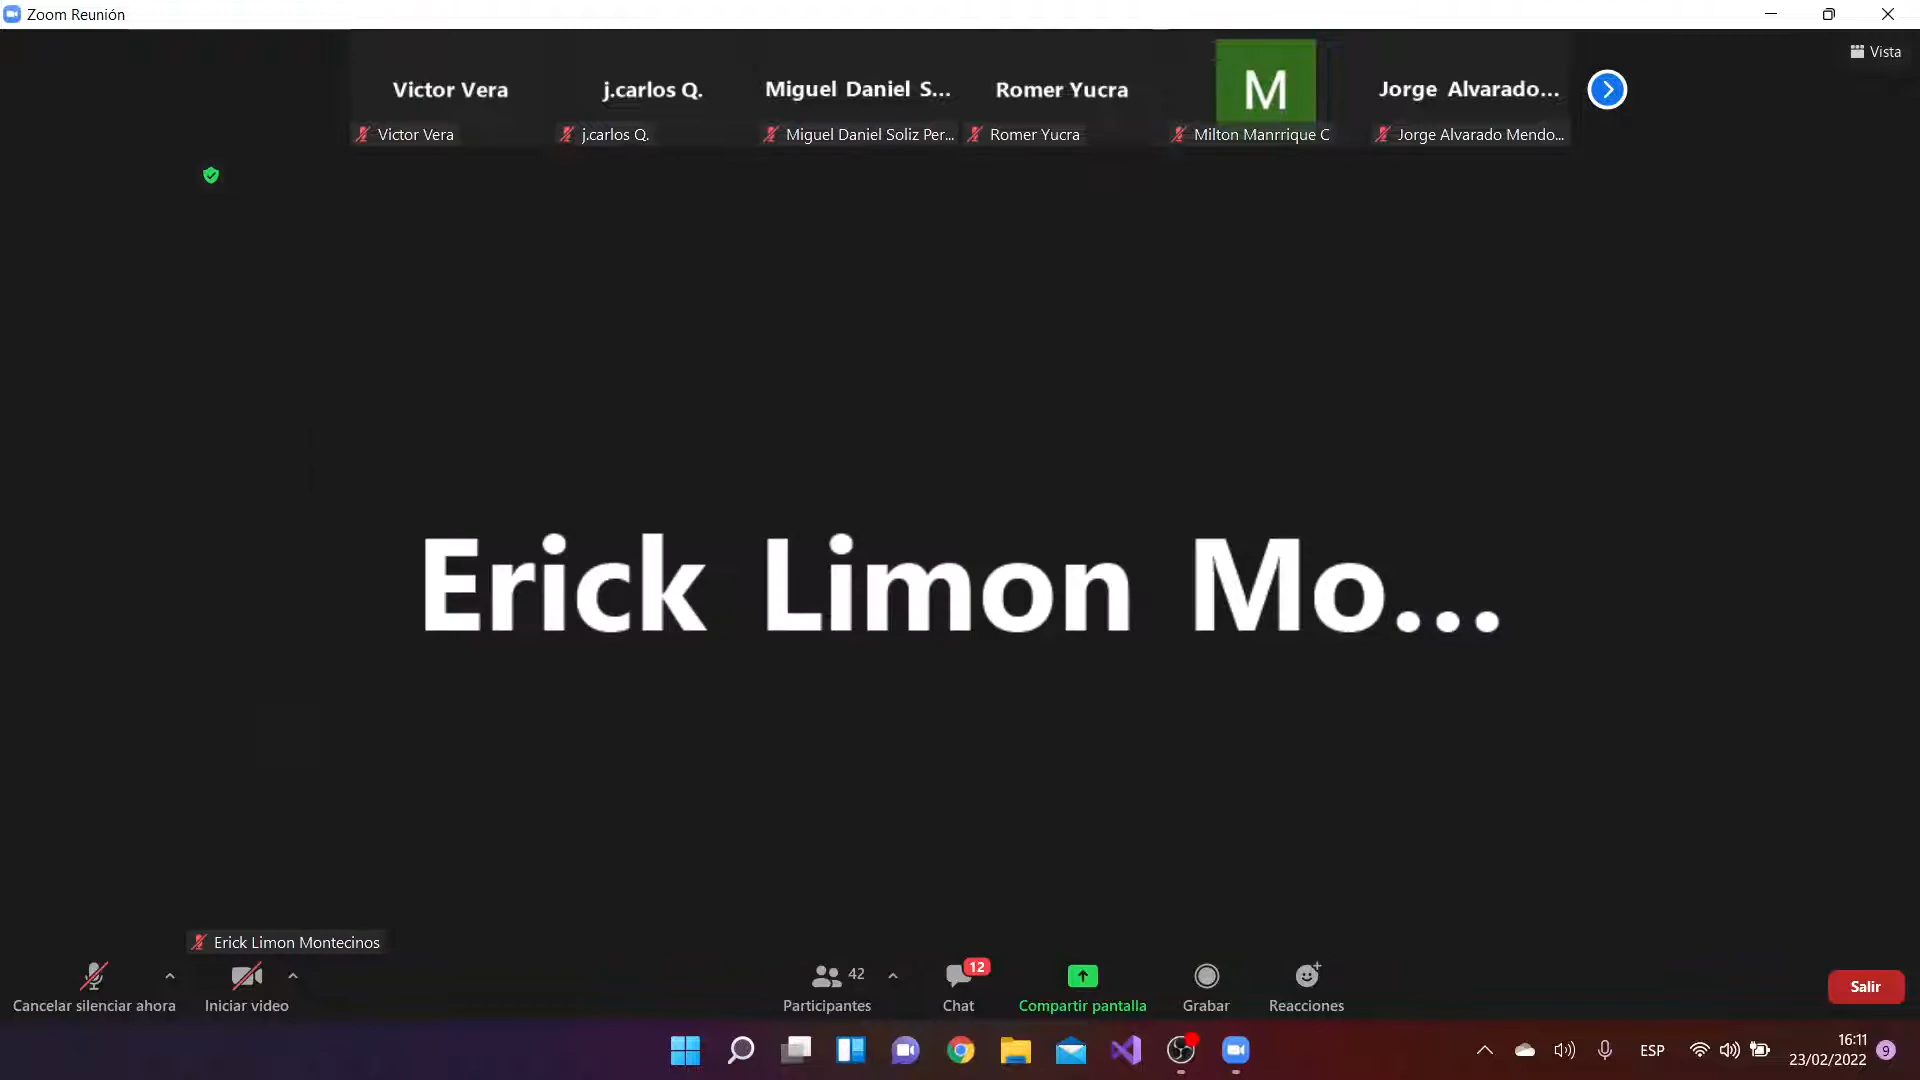 Zoom Reunión
Vista
Victor Vera
j.carlos Q.
Miguel Daniel S...
Romer Yucra
M
Jorge Alvarado...
Victor Vera
j.carlos Q.
Miguel Daniel Soliz Per...
Romer Yucra
Milton Manrrique C
Jorge Alvarado Mendo...
Erick Limon Mo...
Erick Limon Montecinos
Cancelar silenciar ahora
Iniciar video
42
Participantes
12
Chat
Compartir pantalla
Grabar
Reacciones
Salir
ESP
16:11
23/02/2022
9